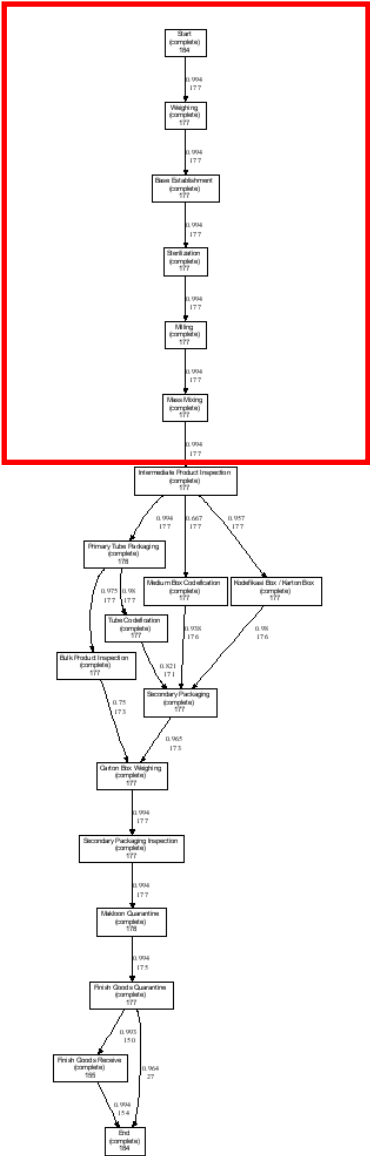 Start
(complete)
184
0.994
177
Weighing
(complete)
177
0.994
177
Base Establishment
(complete)
177
0.994
177
Sterilization
(complete)
177
0.994
177
Milling
(complete)
177
0.994
177
Mass Mixing
(complete)
177
0.994
177
Intermediate Product Inspection
(complete)
177
0.994
177
0.667
177
0.957
177
Primary Tube Packaging
(complete)
178
Medium Box Codefication
(complete)
177
Kodefikasi Box / Karton Box
(complete)
177
0.975
177
0.98
177
Tube Codefication
(complete)
177
0.938
176
0.98
176
Bulk Product Inspection
(complete)
177
0.821
171
Secondary Packaging
(complete)
177
0.75
173
0.965
173
Carton Box Weighing
(complete)
177
0.994
177
Secondary Packaging Inspection
(complete)
177
0.994
177
Makloon Quarantine
(complete)
178
0.994
175
Finish Goods Quarantine
(complete)
177
0.993
150
0.964
27
Finish Goods Receive
(complete)
155
0.994
154
End
(complete)
184